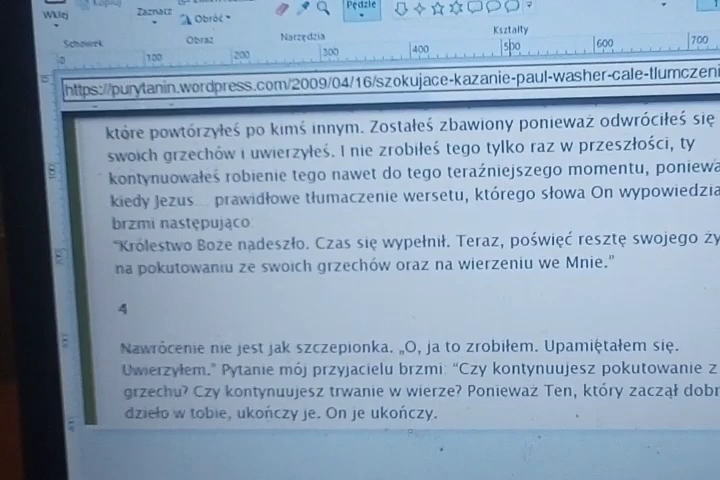 Wklej
Kopiuj
Zaznacz
Obróć
Pędzle
Schowek
Obraz
Narzędzia
Kształty
0 100 200 300 400 500 600 700
https://purytanin.wordpress.com/2009/04/16/szokujace-kazanie-paul-washer-cale-tlumczeni
które powtórzyłeś po kimś innym. Zostałeś zbawiony ponieważ odwróciłeś się
swoich grzechów i uwierzyłeś. I nie zrobiłeś tego tylko raz w przeszłości, ty
kontynuowałeś robienie tego nawet do tego teraźniejszego momentu, poniewa
kiedy Jezus... prawidłowe tłumaczenie wersetu, którego słowa On wypowiedzia
brzmi następująco:
"Królestwo Boże nadeszło. Czas się wypełnił. Teraz, poświęć resztę swojego ży
na pokutowaniu ze swoich grzechów oraz na wierzeniu we Mnie."
4
Nawrócenie nie jest jak szczepionka. „O, ja to zrobiłem. Upamiętałem się.
Uwierzyłem." Pytanie mój przyjacielu brzmi: "Czy kontynuujesz pokutowanie z
grzechu? Czy kontynuujesz trwanie w wierze? Ponieważ Ten, który zaczął dobr
dzieło w tobie, ukończy je. On je ukończy.